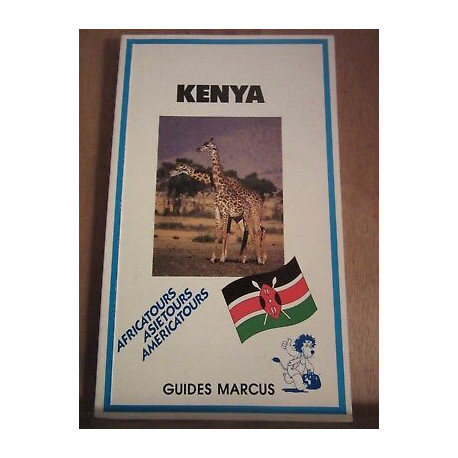 KENYA
AFRICATOURS
ASIETOURS
AMERICATOURS
GUIDES MARCUS